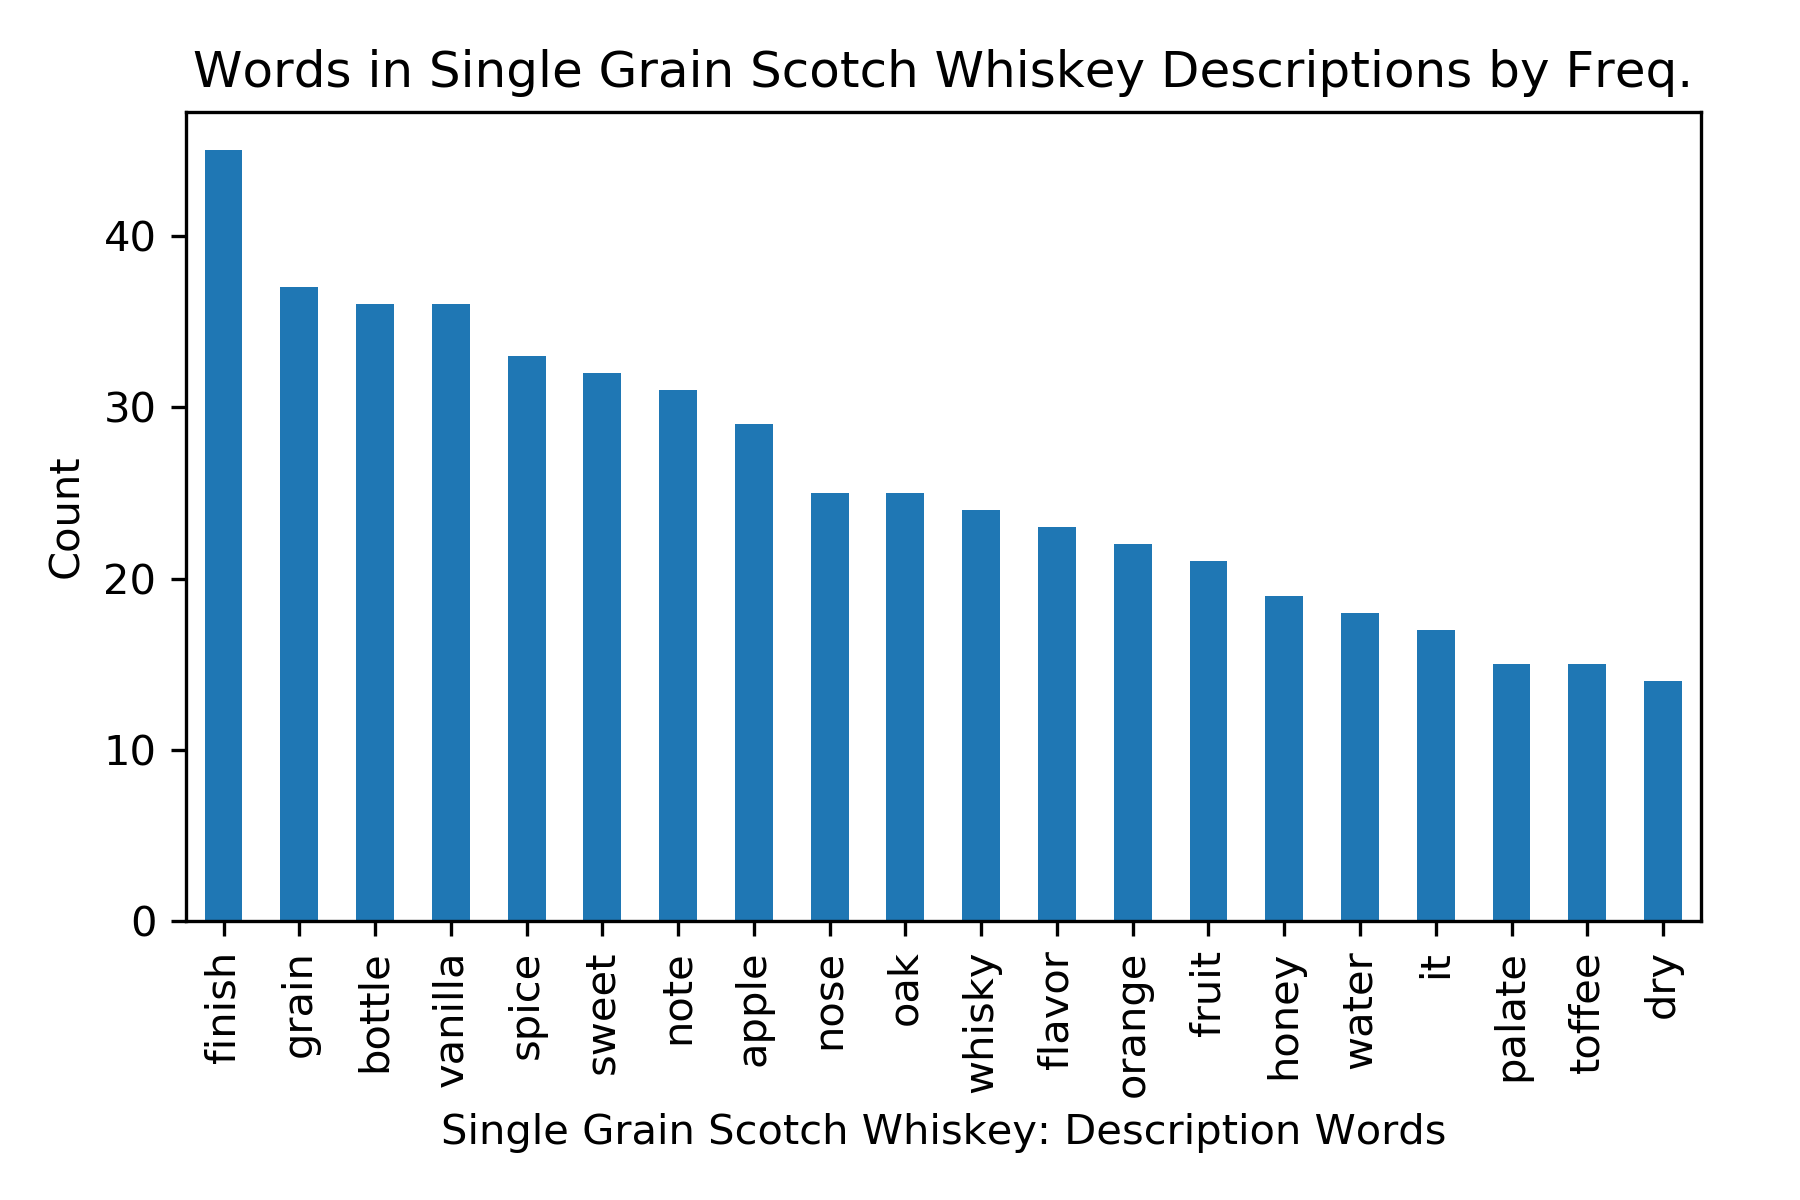 Words in Single Grain Scotch Whiskey Descriptions by Freq.
Count
40
30
20
10
0
finish
grain
bottle
vanilla
spice
sweet
note
apple
nose
oak
whisky
flavor
orange
fruit
honey
water
it
palate
toffee
dry
Single Grain Scotch Whiskey: Description Words